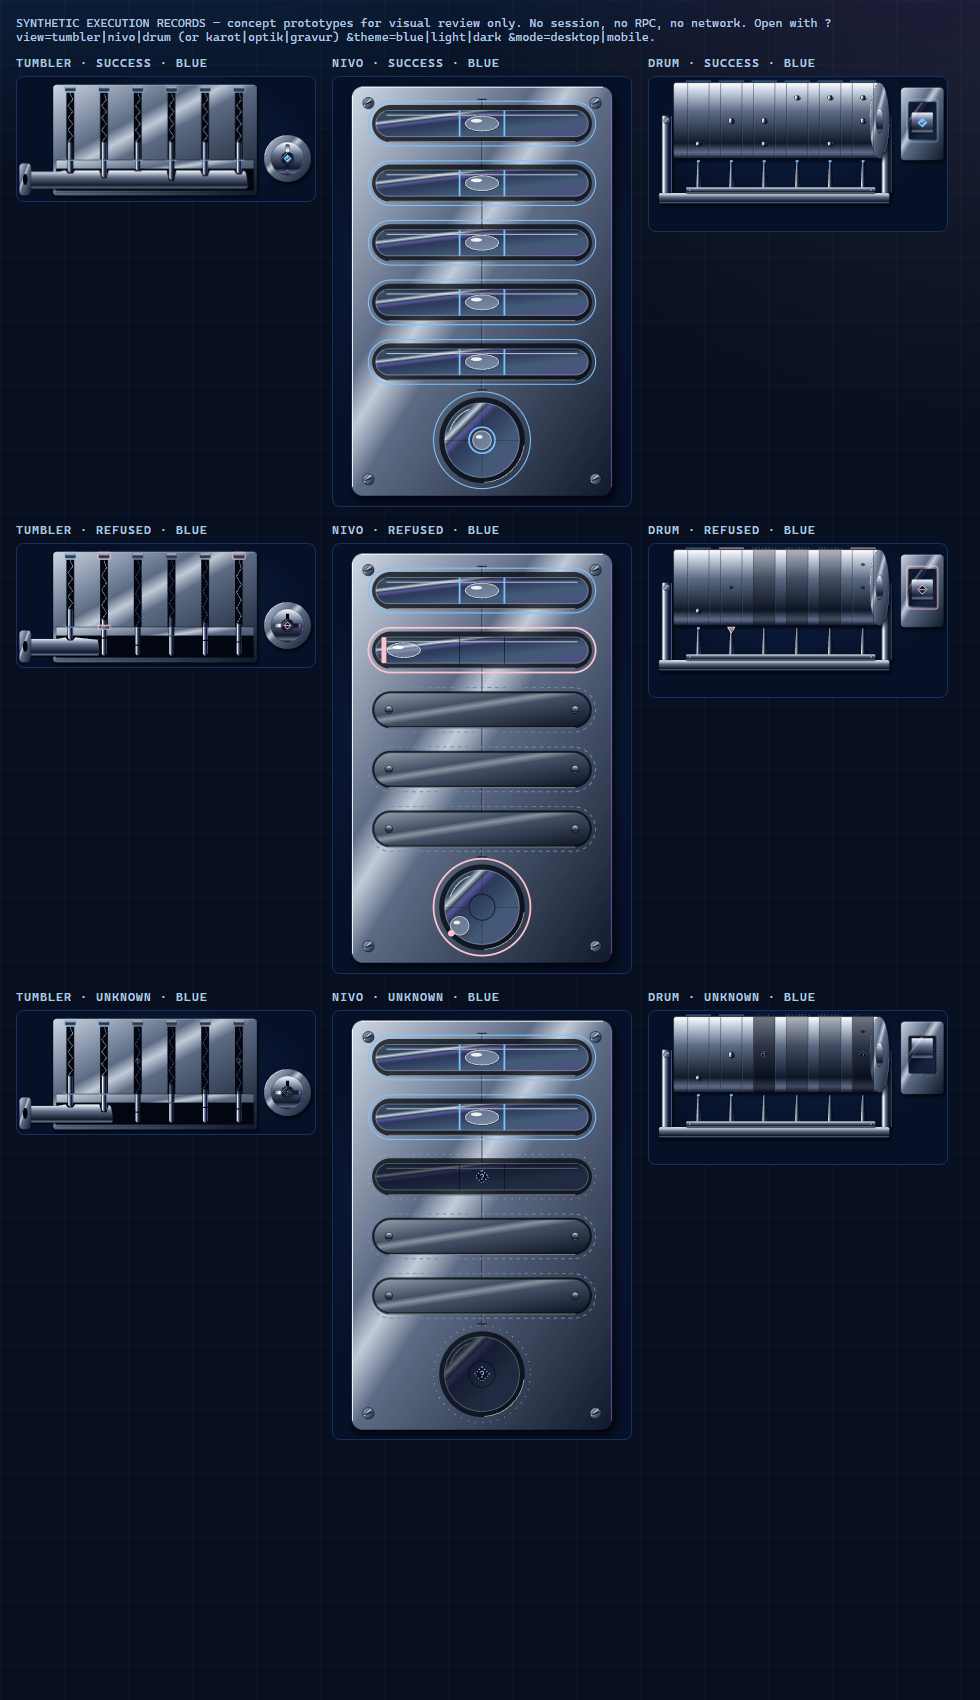 SYNTHETIC EXECUTION RECORDS — concept prototypes for visual review only. No session, no RPC, no network. Open with ?
view=tumbler|nivo|drum (or karot|optik|gravur) &theme=blue|light|dark &mode=desktop|mobile.
TUMBLER · SUCCESS · BLUE
NIVO · SUCCESS · BLUE
DRUM · SUCCESS · BLUE
TUMBLER · REFUSED · BLUE
NIVO · REFUSED · BLUE
DRUM · REFUSED · BLUE
TUMBLER · UNKNOWN · BLUE
NIVO · UNKNOWN · BLUE
DRUM · UNKNOWN · BLUE
?
?